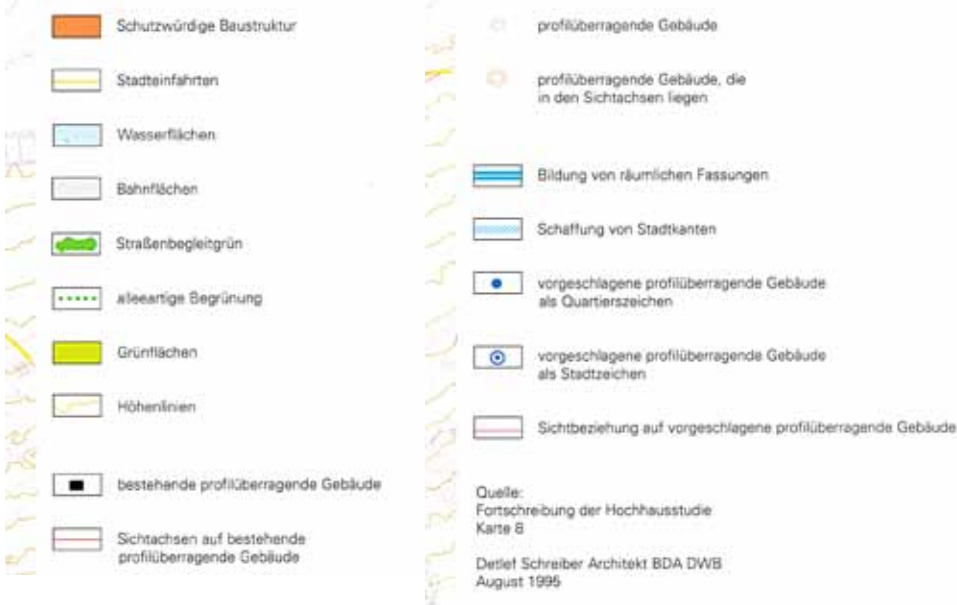 Schutzwürdige Baustruktur
Stadteinfahrten
Wasserflächen
Bahnflächen
Straßenbegleitgrün
alleeartige Begrünung
Grünflächen
Höhenlinien
bestehende profilüberragende Gebäude
Sichtachsen auf bestehende
profilüberragende Gebäude
profilüberragende Gebäude
profilüberragende Gebäude, die
in den Sichtachsen liegen
Bildung von räumlichen Fassungen
Schaffung von Stadtkanten
vorgeschlagene profilüberragende Gebäude
als Quartierszeichen
vorgeschlagene profilüberragende Gebäude
als Stadtzeichen
Sichtbeziehung auf vorgeschlagene profilüberragende Gebäude
Quelle:
Fortschreibung der Hochhausstudie
Karte 8
Detlef Schreiber Architekt BDA DWB
August 1995